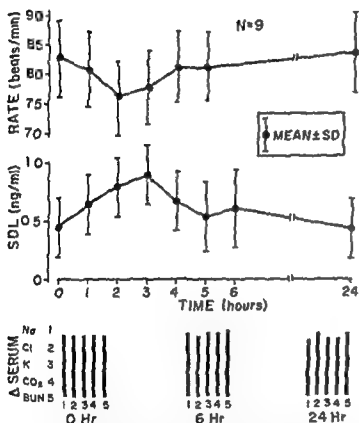 90
85
80
75
70
RATE (beats/min)
N=9
MEAN±SD
1.0
0.5
0
SDL (ng/ml)
0 1 2 3 4 5 6 24
TIME (hours)
Δ SERUM
Na 1
Cl 2
K 3
CO₂ 4
BUN 5
1 2 3 4 5 1 2 3 4 5 1 2 3 4 5
0 Hr 6 Hr 24 Hr